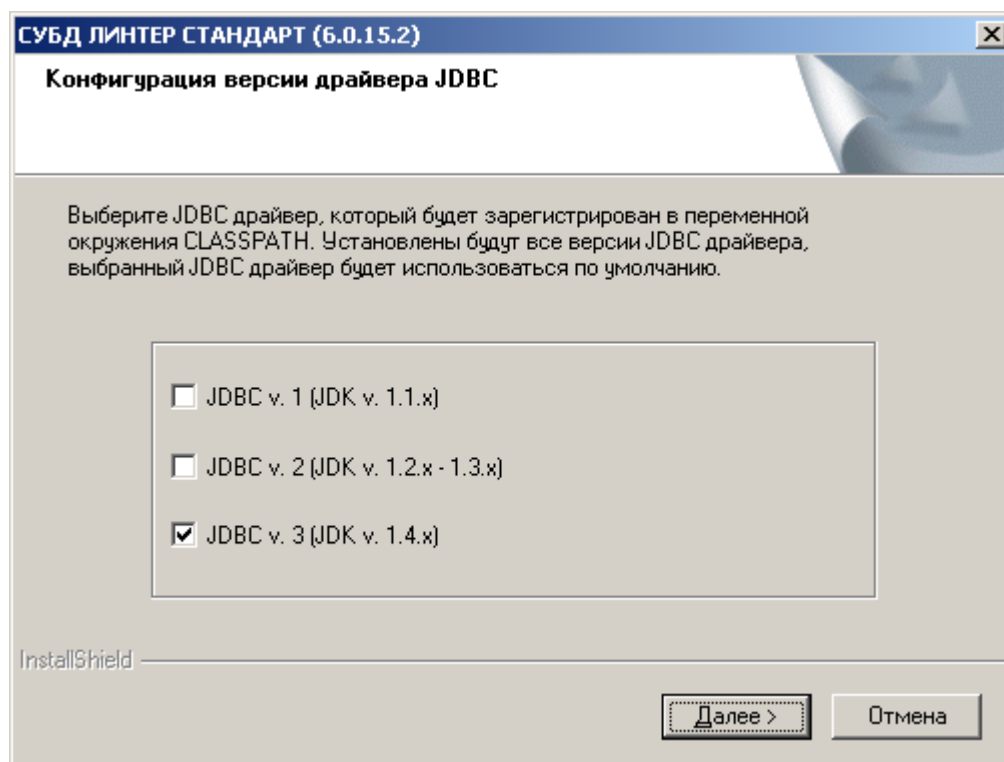 СУБД ЛИНТЕР СТАНДАРТ (6.0.15.2)
Конфигурация версии драйвера JDBC
Выберите JDBC драйвер, который будет зарегистрирован в переменной
окружения CLASSPATH. Установлены будут все версии JDBC драйвера,
выбранный JDBC драйвер будет использоваться по умолчанию.
JDBC v. 1 (JDK v. 1.1.x)
JDBC v. 2 (JDK v. 1.2.x - 1.3.x)
JDBC v. 3 (JDK v. 1.4.x)
InstallShield
Далее >
Отмена